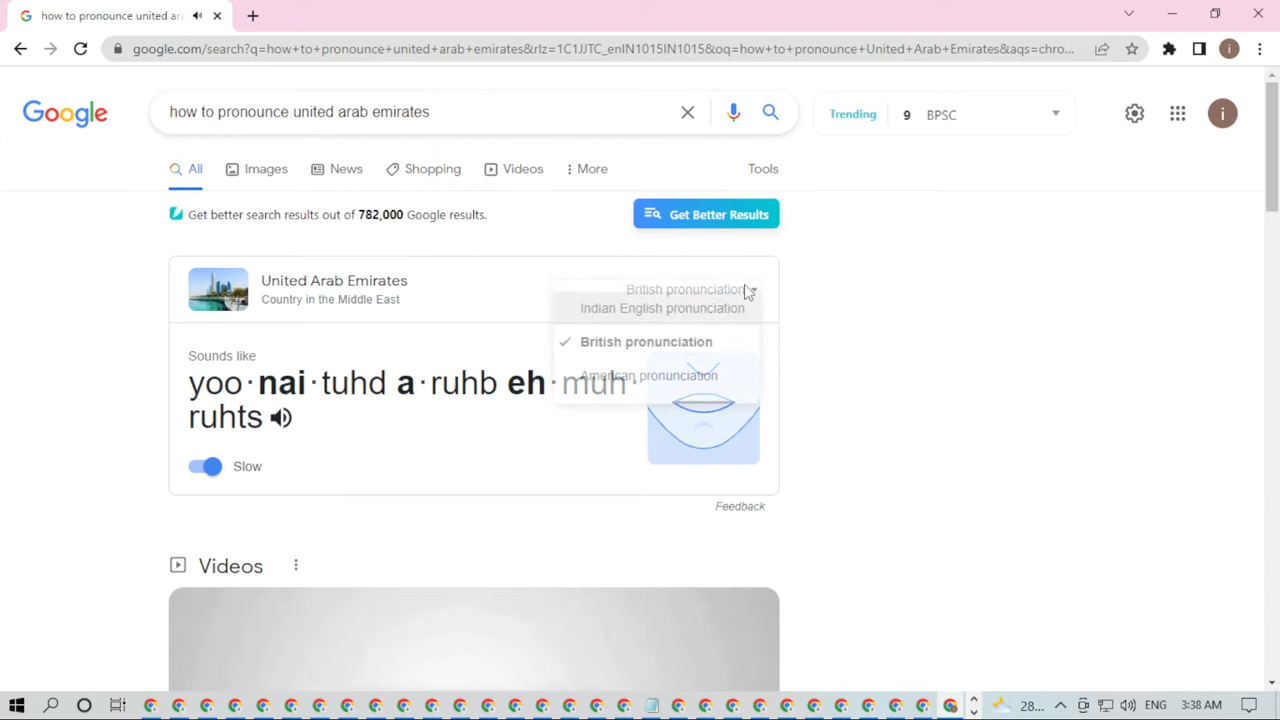 how to pronounce united ara
google.com/search?q=how+to+pronounce+united+arab+emirates&rlz=1C1JJTC_enIN1015IN1015&oq=how+to+pronounce+United+Arab+Emirates&aqs=chro...
i
Google
how to pronounce united arab emirates
Trending 9 BPSC
i
All Images News Shopping Videos More Tools
Get better search results out of 782,000 Google results.
Get Better Results
United Arab Emirates
Country in the Middle East
British pronunciation
Indian English pronunciation
British pronunciation
American pronunciation
Sounds like
yoo·nai·tuhd a·ruhb eh·muh·
ruhts
Slow
Feedback
Videos
28... ENG 3:38 AM